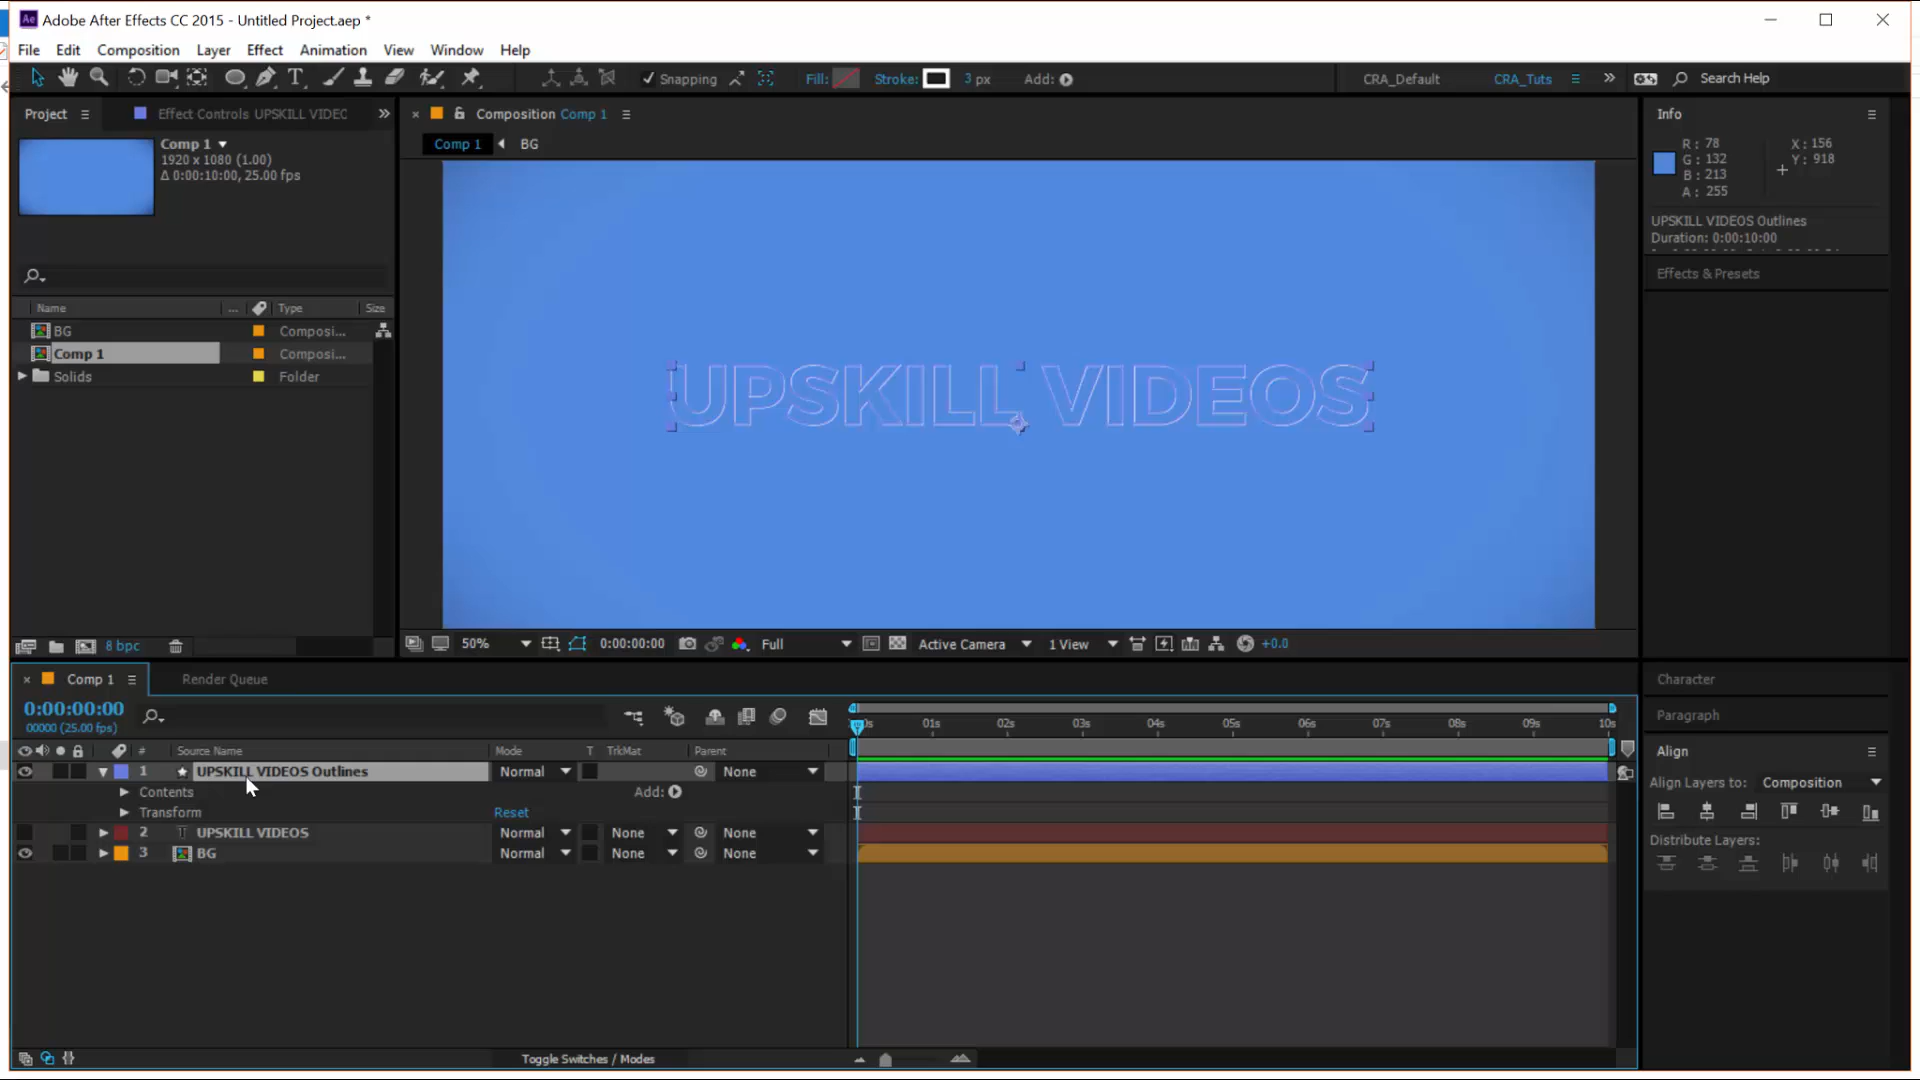 Adobe After Effects CC 2015 - Untitled Project.aep *
File Edit Composition Layer Effect Animation View Window Help
Snapping Fill: Stroke: 3 px Add: CRA_Default CRA_Tuts Search Help
Project Effect Controls UPSKILL VIDEC
Composition Comp 1
Info
Comp 1
1920 x 1080 (1.00)
Δ 0:00:10:00, 25.00 fps
Comp 1 BG
R : 78
G : 132
B : 213
A : 255
X : 156
Y : 918
UPSKILL VIDEOS Outlines
Duration: 0:00:10:00
Effects & Presets
Name ... Type Size
BG Composi...
Comp 1 Composi...
Solids Folder
UPSKILL VIDEOS
8 bpc
50% 0:00:00:00 Full Active Camera 1 View +0.0
Comp 1 Render Queue
Character
Paragraph
Align
Align Layers to: Composition
Distribute Layers:
0:00:00:00
00000 (25.00 fps)
01s 02s 03s 04s 05s 06s 07s 08s 09s 10s
# Source Name Mode T TrkMat Parent
1 UPSKILL VIDEOS Outlines Normal None
Contents Add:
Transform Reset
2 T UPSKILL VIDEOS Normal None None
3 BG Normal None None
Toggle Switches / Modes